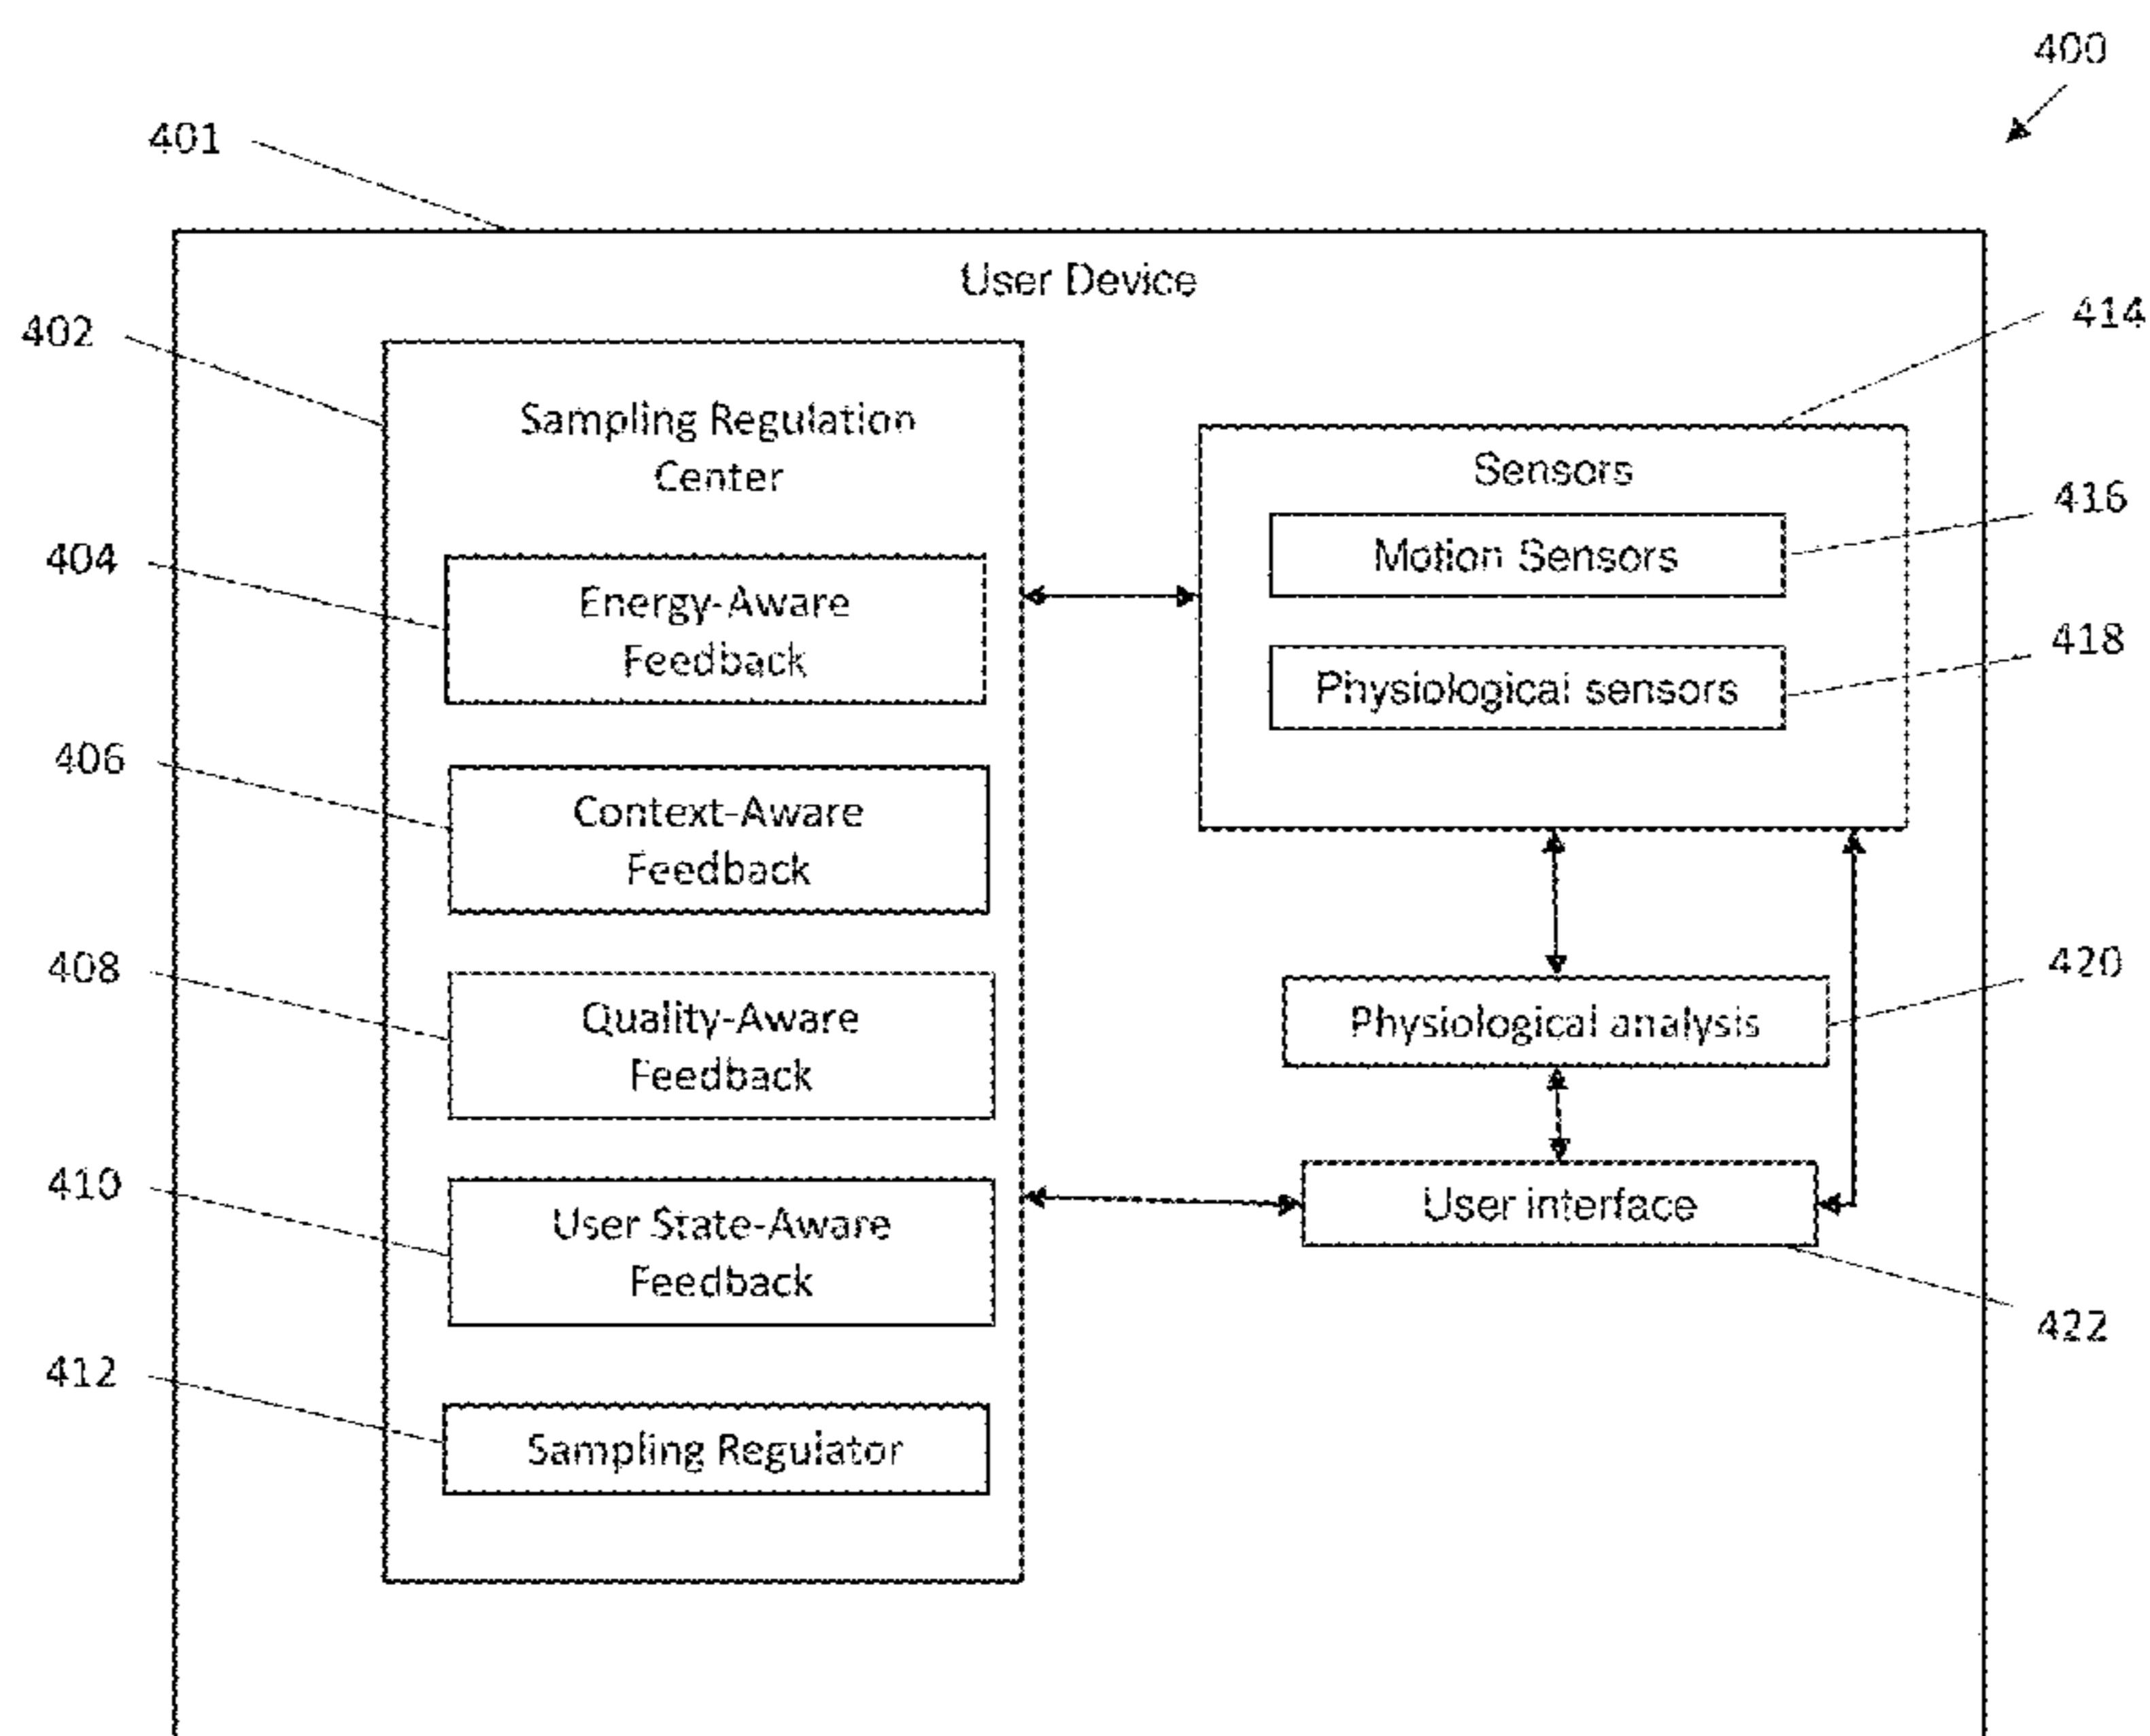 400
401
User Device
402
414
Sampling Regulation
Center
Sensors
416
Motion Sensors
404
Energy-Aware
Feedback
418
Physiological sensors
406
Context-Aware
Feedback
408
Quality-Aware
Feedback
420
Physiological analysis
410
User State-Aware
Feedback
User interface
422
412
Sampling Regulator